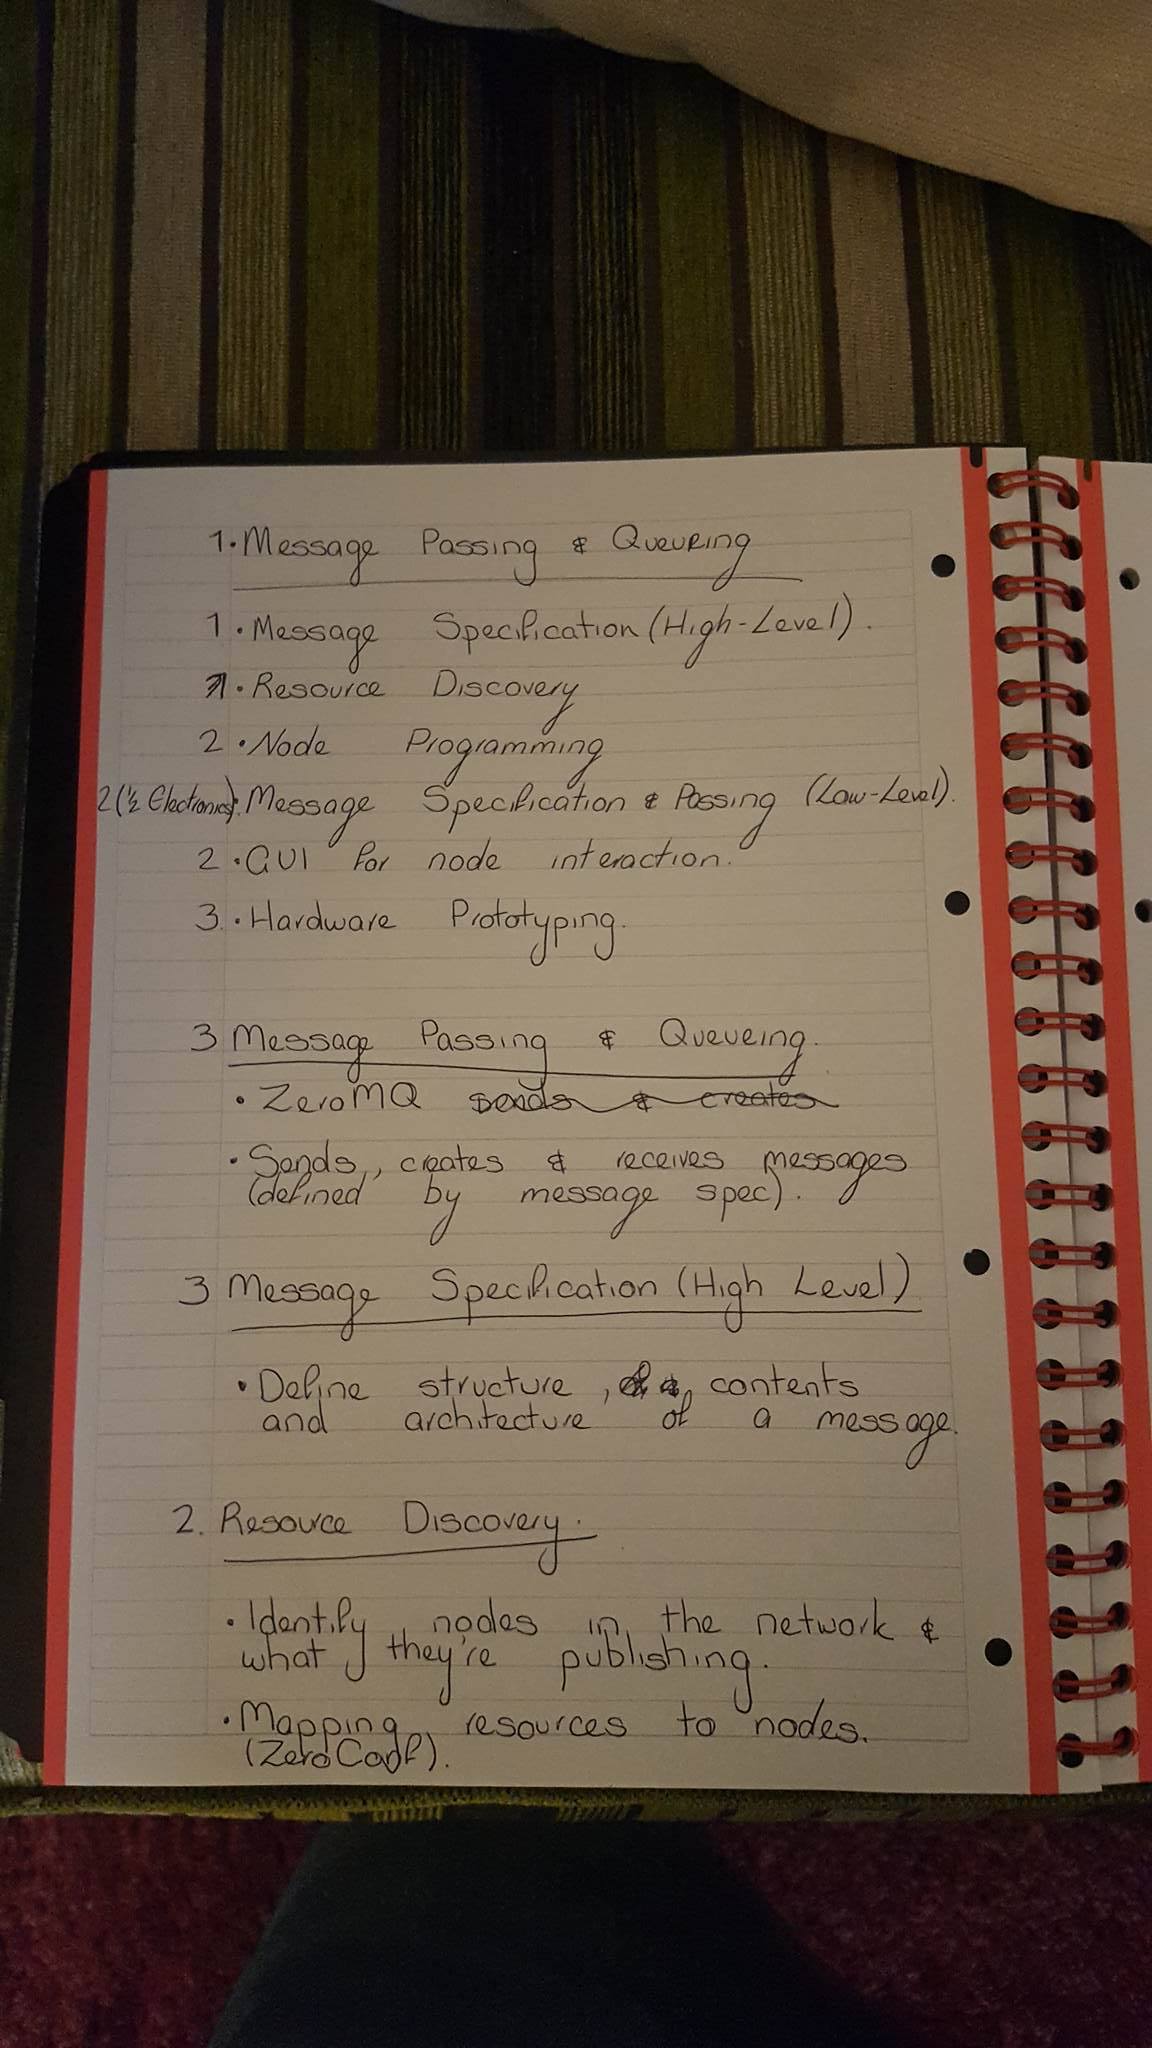 1 · Message Passing & Queueing
1 · Message Specification (High-Level).
1 · Resource Discovery
2 · Node Programming
2 (½ Electronics) · Message Specification & Passing (Low-Level).
2 · GUI for node interaction.
3 · Hardware Prototyping.
3 Message Passing & Queueing.
· ZeroMQ sends & creates
· Sends, creates & receives messages
(defined by message spec).
3 Message Specification (High Level)
· Define structure, contents
and architecture of a message.
2. Resource Discovery.
· Identify nodes in the network &
what they're publishing.
· Mapping resources to nodes.
(ZeroConf).